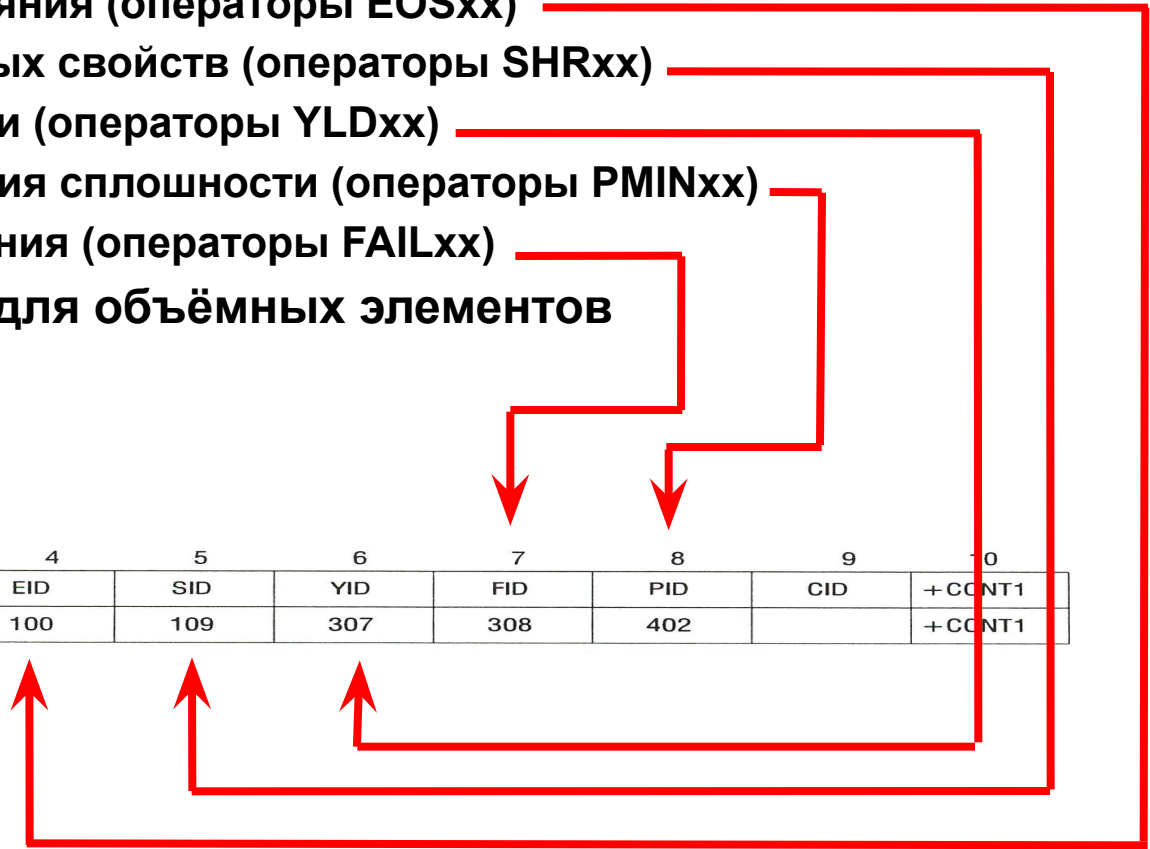 яния (операторы EOSxx)
ых свойств (операторы SHRxx)
и (операторы YLDxx)
ия сплошности (операторы PMINxx)
ния (операторы FAILxx)
для объёмных элементов
4 5 6 7 8 9 10
EID SID YID FID PID CID +CONT1
100 109 307 308 402 +CONT1